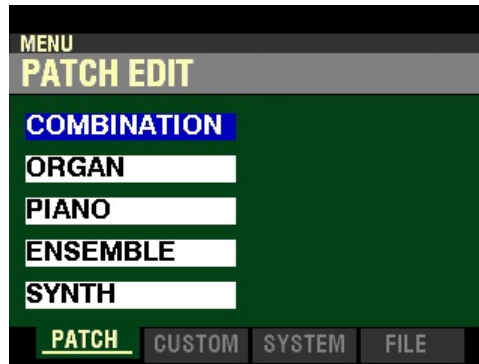 MENU
PATCH EDIT
COMBINATION
ORGAN
PIANO
ENSEMBLE
SYNTH
PATCH CUSTOM SYSTEM FILE